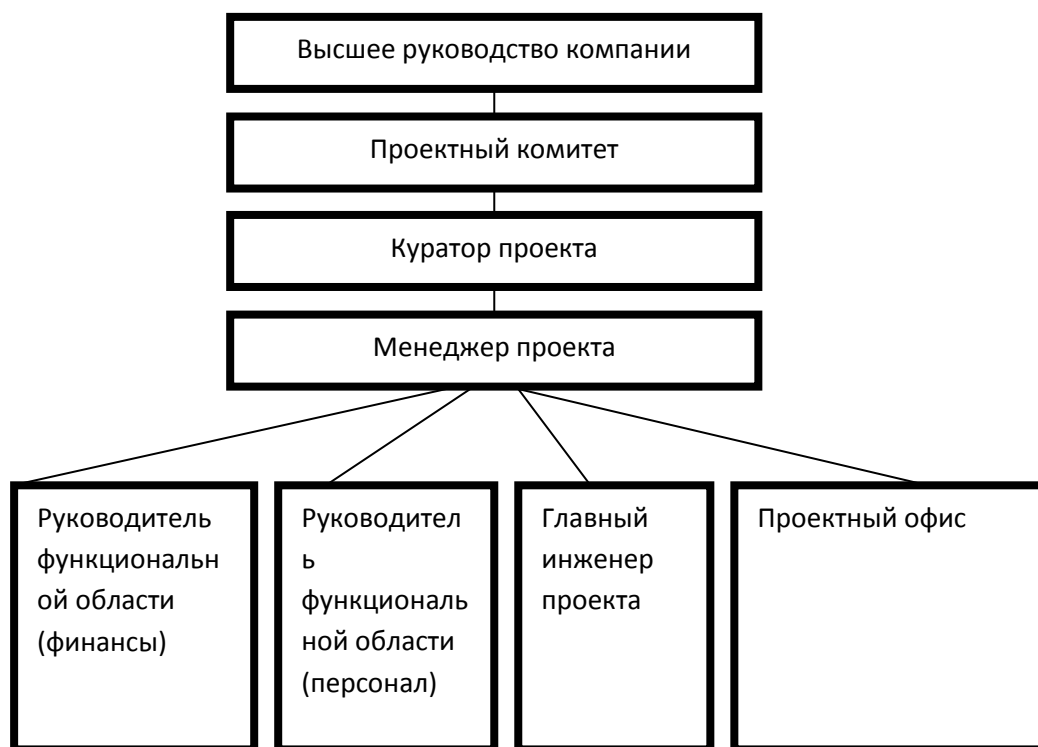 Высшее руководство компании
Проектный комитет
Куратор проекта
Менеджер проекта
Руководитель
функциональн
ой области
(финансы)
Руководител
ь
функциональ
ной области
(персонал)
Главный
инженер
проекта
Проектный офис